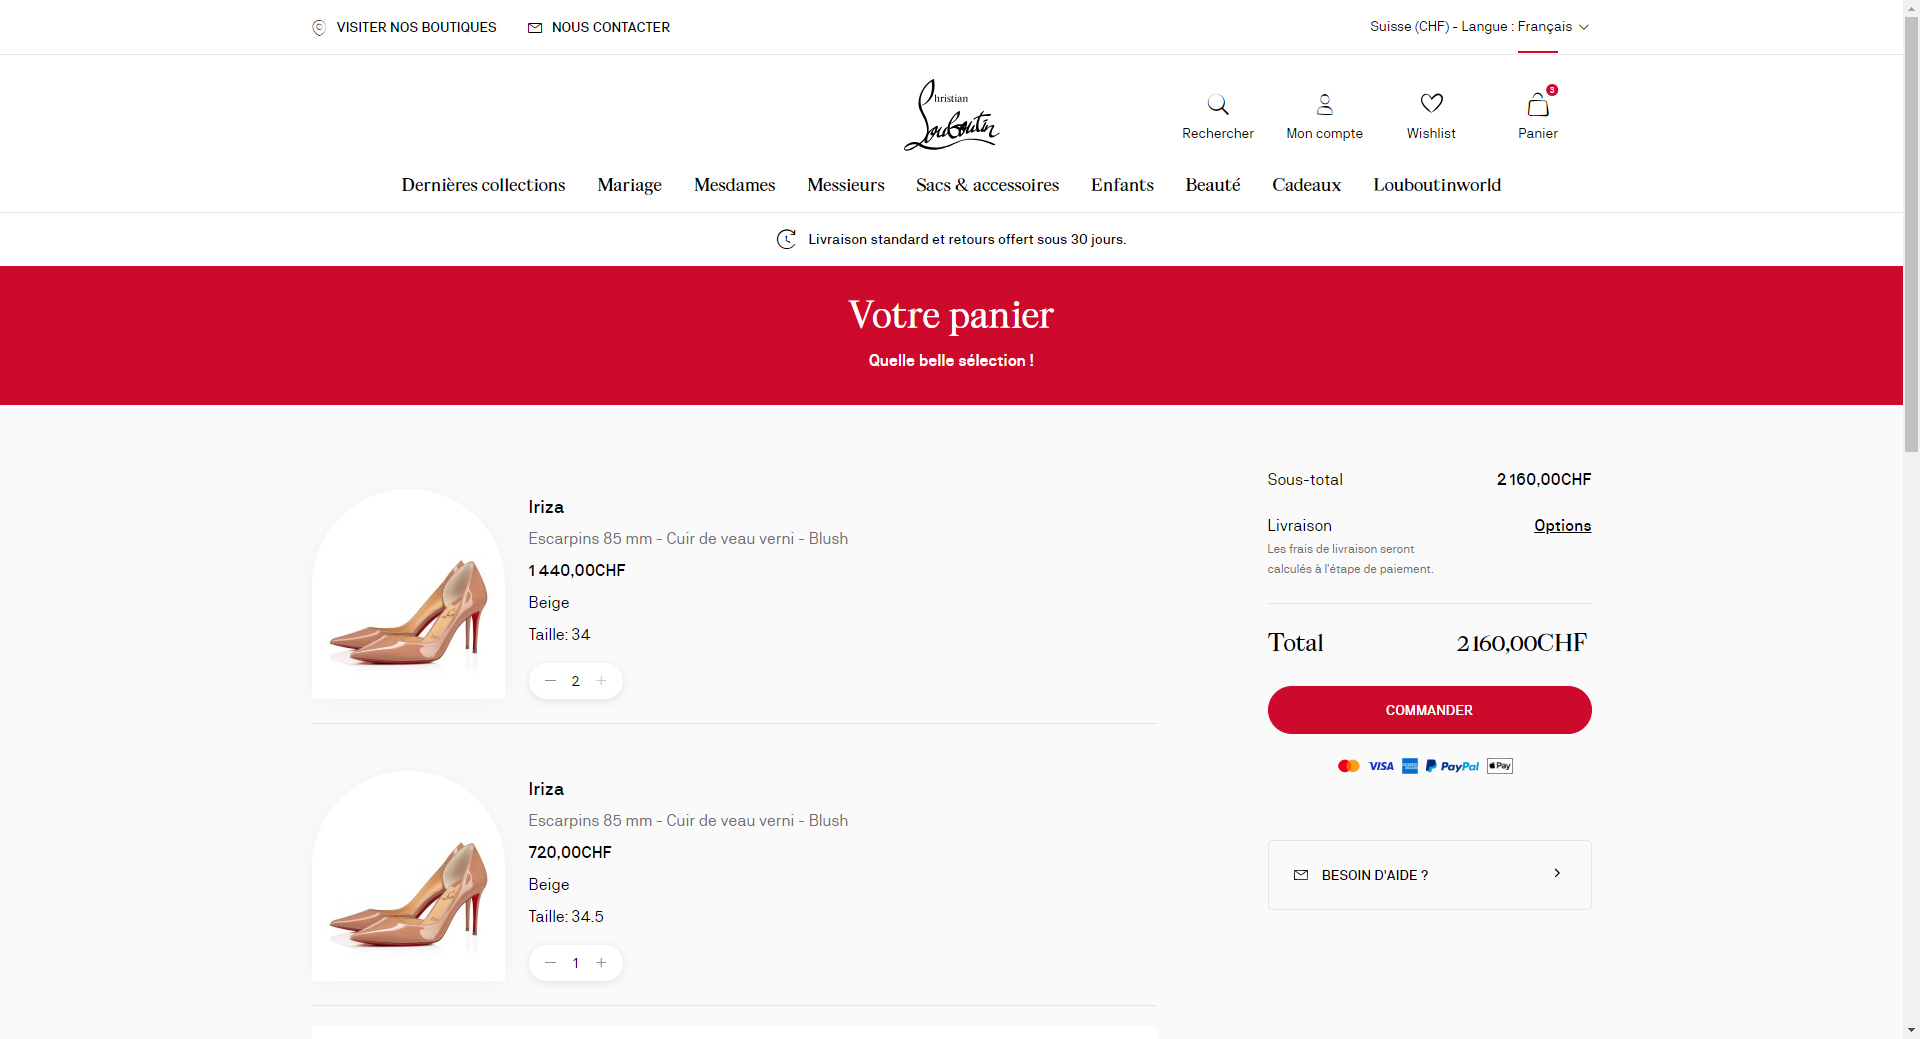 VISITER NOS BOUTIQUES
NOUS CONTACTER
Suisse (CHF) - Langue : Français
Christian
Louboutin
Rechercher
Mon compte
Wishlist
3
Panier
Dernières collections
Mariage
Mesdames
Messieurs
Sacs & accessoires
Enfants
Beauté
Cadeaux
Louboutinworld
Livraison standard et retours offert sous 30 jours.
Votre panier
Quelle belle sélection !
Iriza
Escarpins 85 mm - Cuir de veau verni - Blush
1 440,00CHF
Beige
Taille: 34
2
Iriza
Escarpins 85 mm - Cuir de veau verni - Blush
720,00CHF
Beige
Taille: 34.5
1
Sous-total 2 160,00CHF
Livraison Options
Les frais de livraison seront
calculés à l'étape de paiement.
Total 2 160,00CHF
COMMANDER
VISA PayPal Pay
BESOIN D'AIDE ?